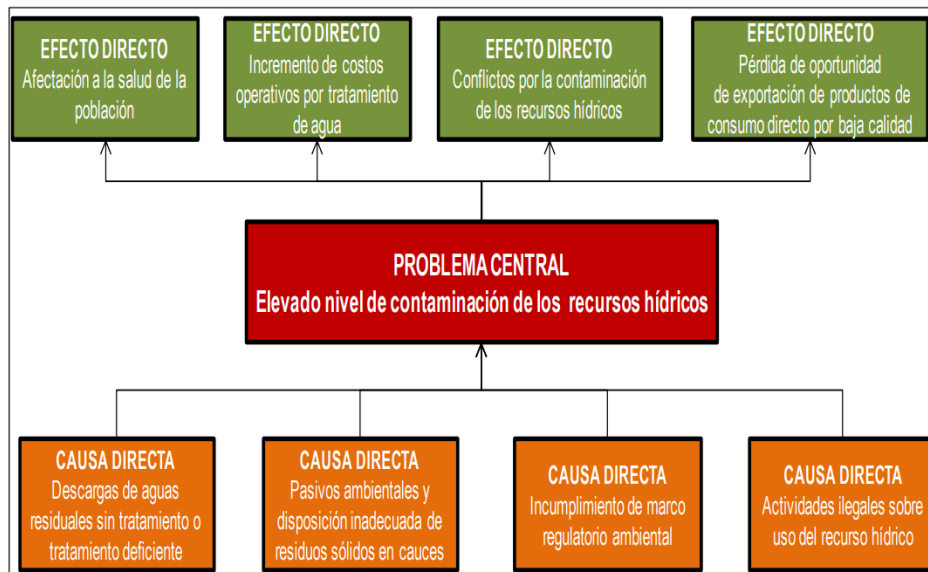 EFECTO DIRECTO
Afectación a la salud de la
población
EFECTO DIRECTO
Incremento de costos
operativos por tratamiento
de agua
EFECTO DIRECTO
Conflictos por la contaminación
de los recursos hídricos
EFECTO DIRECTO
Pérdida de oportunidad
de exportación de productos de
consumo directo por baja calidad
PROBLEMA CENTRAL
Elevado nivel de contaminación de los recursos hídricos
CAUSA DIRECTA
Descargas de aguas
residuales sin tratamiento o
tratamiento deficiente
CAUSA DIRECTA
Pasivos ambientales y
disposición inadecuada de
residuos sólidos en cauces
CAUSA DIRECTA
Incumplimiento de marco
regulatorio ambiental
CAUSA DIRECTA
Actividades ilegales sobre
uso del recurso hídrico